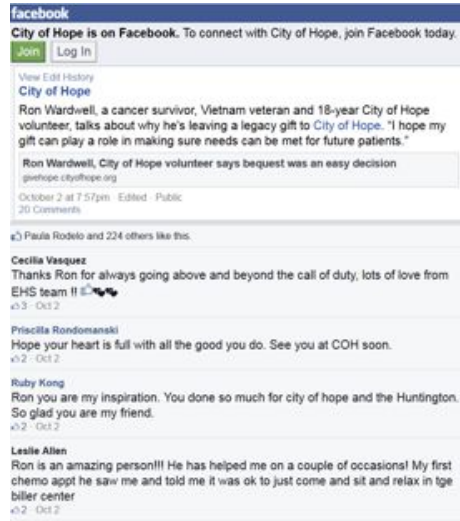 facebook
City of Hope is on Facebook. To connect with City of Hope, join Facebook today.
Join Log In
View Edit History
City of Hope
Ron Wardwell, a cancer survivor, Vietnam veteran and 18-year City of Hope
volunteer, talks about why he's leaving a legacy gift to City of Hope. "I hope my
gift can play a role in making sure needs can be met for future patients."
Ron Wardwell, City of Hope volunteer says bequest was an easy decision
givehope.cityofhope.org
October 2 at 7:57pm · Edited · Public
20 Comments
Paula Rodelo and 224 others like this.
Cecilia Vasquez
Thanks Ron for always going above and beyond the call of duty, lots of love from
EHS team !!
3 · Oct 2
Priscilla Rondomanski
Hope your heart is full with all the good you do. See you at COH soon.
2 · Oct 2
Ruby Kong
Ron you are my inspiration. You done so much for city of hope and the Huntington.
So glad you are my friend.
2 · Oct 2
Leslie Allen
Ron is an amazing person!!! He has helped me on a couple of occasions! My first
chemo appt he saw me and told me it was ok to just come and sit and relax in tge
biller center
2 · Oct 2